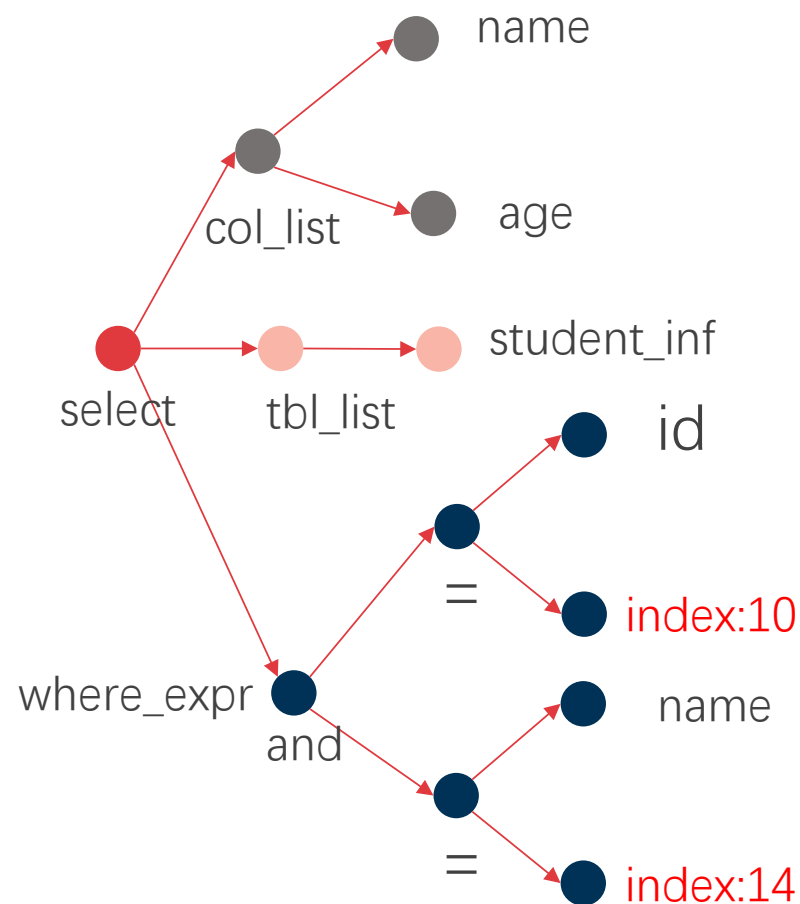 name
col_list
age
select
tbl_list
student_inf
id
=
index:10
where_expr
and
name
=
index:14